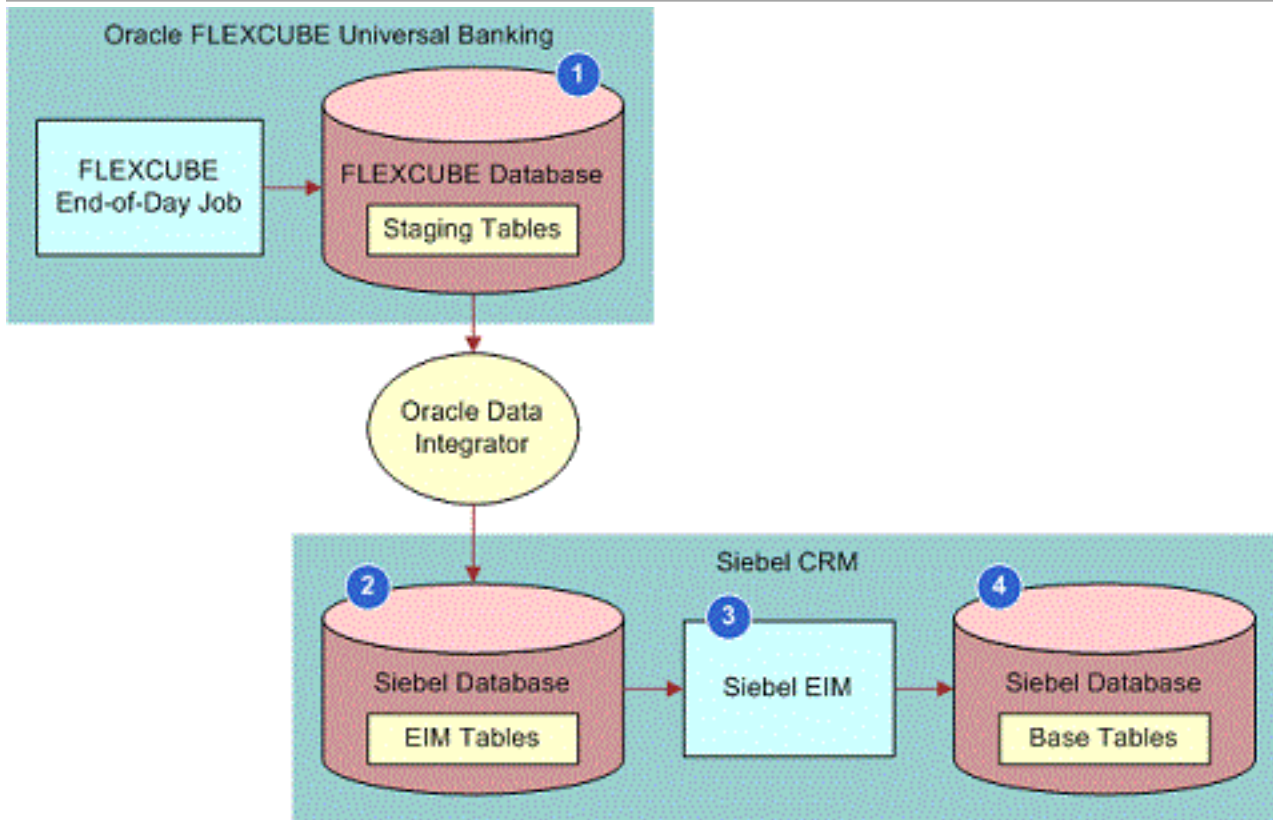 Oracle FLEXCUBE Universal Banking
1
FLEXCUBE
End-of-Day Job
FLEXCUBE Database
Staging Tables
Oracle Data
Integrator
Siebel CRM
2
3
4
Siebel Database
EIM Tables
Siebel EIM
Siebel Database
Base Tables